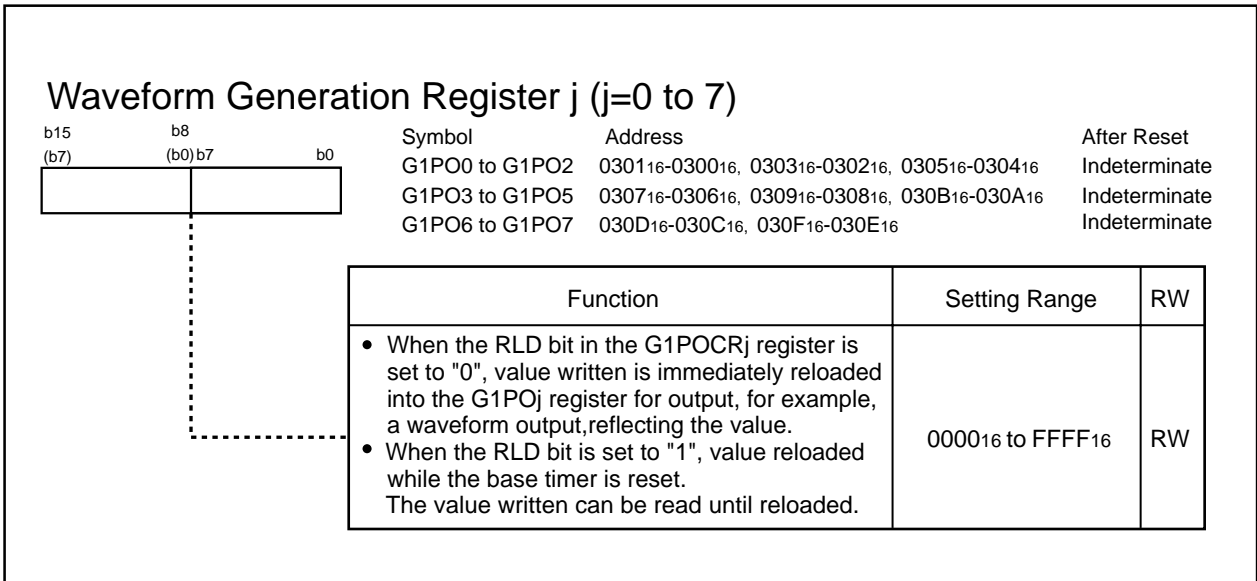 Waveform Generation Register j (j=0 to 7)
b15 b8
(b7) (b0) b7 b0
Symbol Address After Reset
G1PO0 to G1PO2 030116-030016, 030316-030216, 030516-030416 Indeterminate
G1PO3 to G1PO5 030716-030616, 030916-030816, 030B16-030A16 Indeterminate
G1PO6 to G1PO7 030D16-030C16, 030F16-030E16 Indeterminate
Function Setting Range RW
• When the RLD bit in the G1POCRj register is
set to "0", value written is immediately reloaded
into the G1POj register for output, for example,
a waveform output,reflecting the value.
• When the RLD bit is set to "1", value reloaded
while the base timer is reset.
The value written can be read until reloaded.
000016 to FFFF16 RW